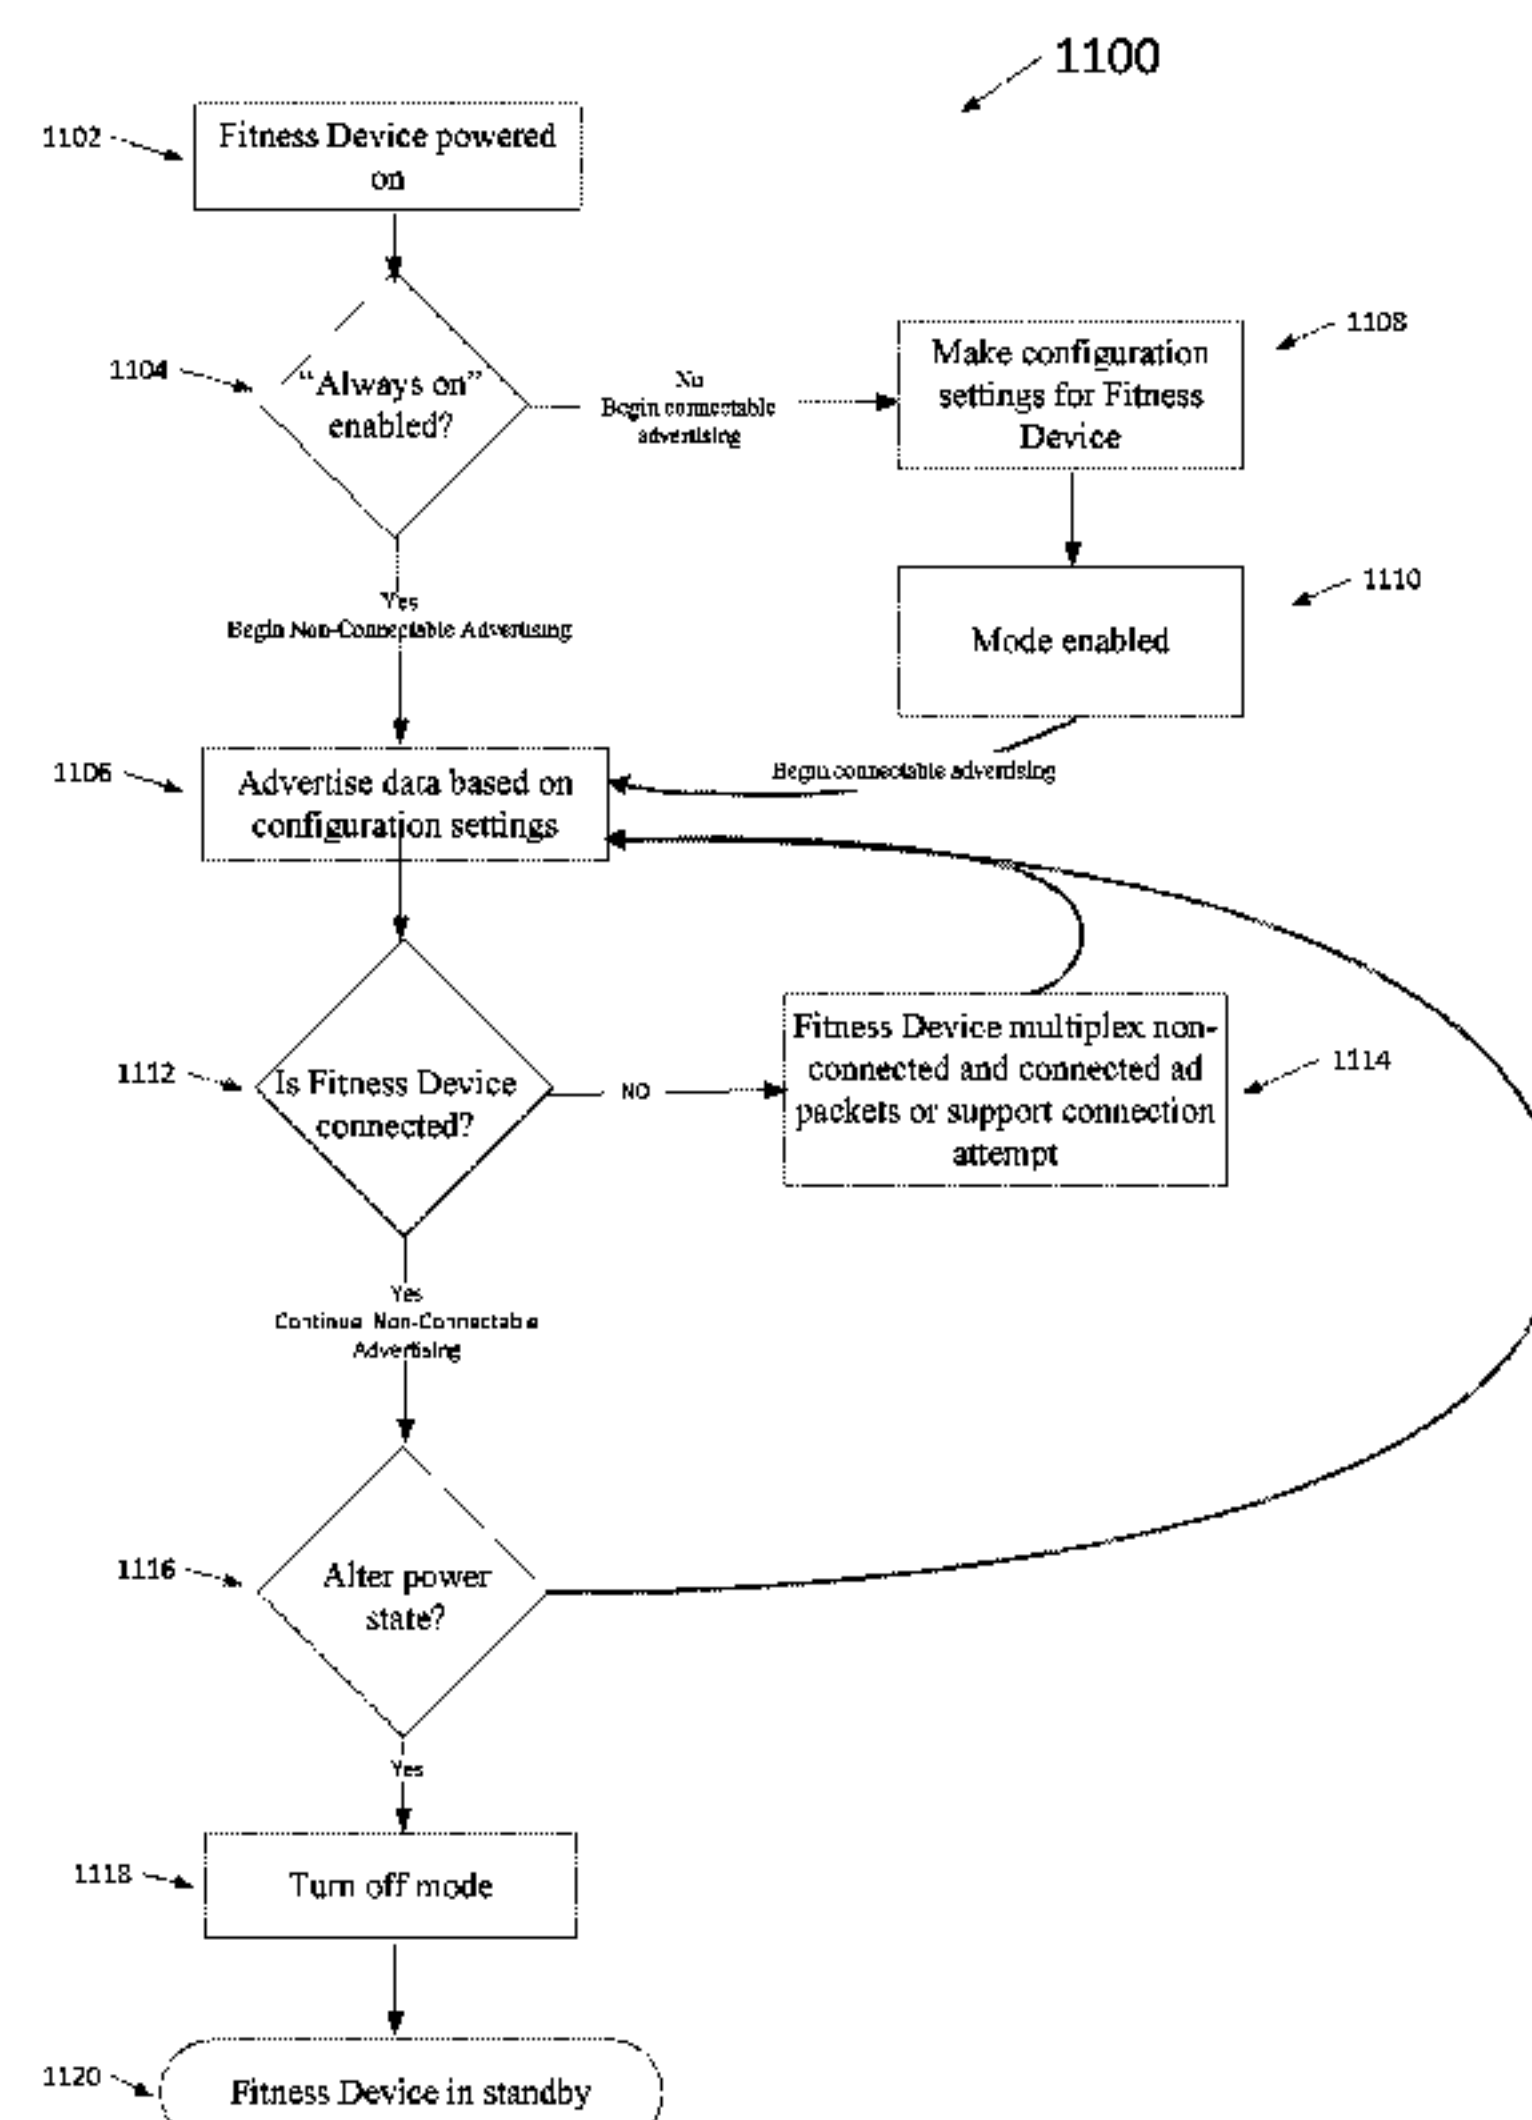 1100
1102
Fitness Device powered
on
1104
"Always on"
enabled?
No
Begin connectable
advertising
1108
Make configuration
settings for Fitness
Device
1110
Mode enabled
Yes
Begin Non-Connectable Advertising
Begin connectable advertising
1106
Advertise data based on
configuration settings
1112
Is Fitness Device
connected?
NO
Fitness Device multiplex non-
connected and connected ad
packets or support connection
attempt
1114
Yes
Continue Non-Connectable
Advertising
1116
Alter power
state?
Yes
1118
Turn off mode
1120
Fitness Device in standby